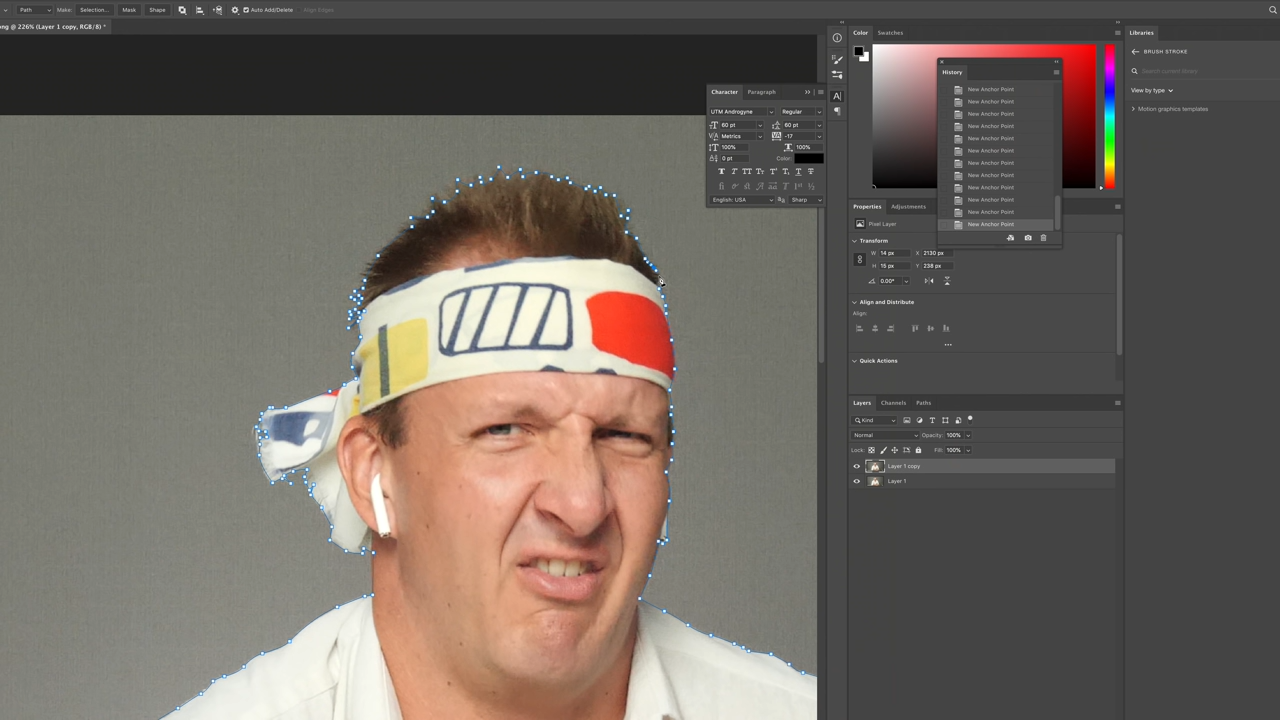 Path Make: Selection... Mask Shape Auto Add/Delete Align Edges
ong @ 226% (Layer 1 copy, RGB/8) *
Color Swatches
Libraries
BRUSH STROKE
Search current library
View by type
Motion graphics templates
History
New Anchor Point
New Anchor Point
New Anchor Point
New Anchor Point
New Anchor Point
New Anchor Point
New Anchor Point
New Anchor Point
New Anchor Point
New Anchor Point
New Anchor Point
New Anchor Point
Character Paragraph
UTM Androgyne Regular
60 pt 60 pt
Metrics -17
100% 100%
0 pt Color:
English: USA Sharp
Properties Adjustments
Pixel Layer
Transform
W 14 px X 2130 px
H 15 px Y 238 px
0.00°
Align and Distribute
Align:
Quick Actions
Layers Channels Paths
Kind
Normal Opacity: 100%
Lock: Fill: 100%
Layer 1 copy
Layer 1